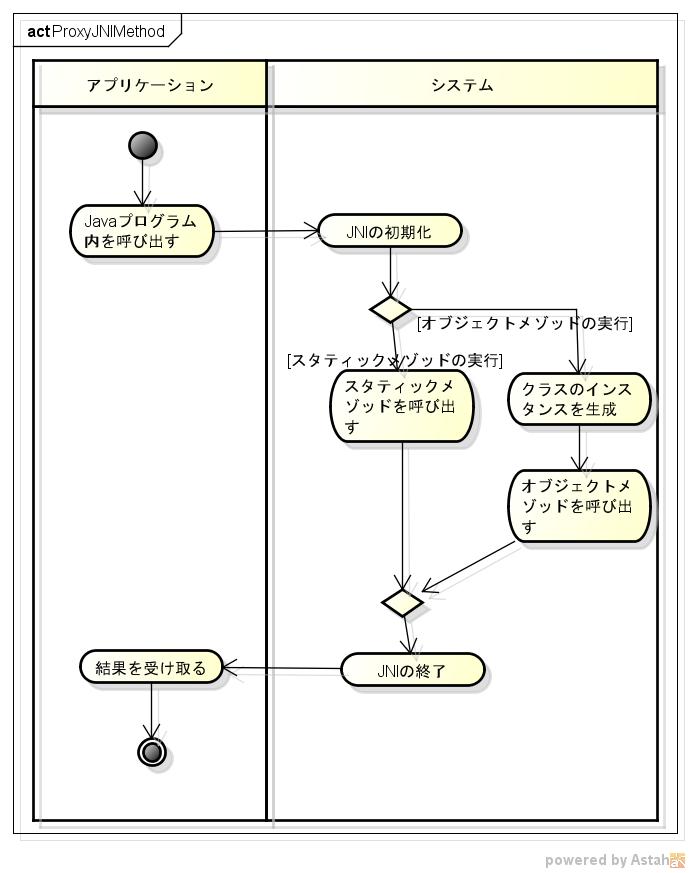 act ProxyJNIMethod
アプリケーション
システム
Javaプログラム
内を呼び出す
JNIの初期化
[オブジェクトメゾッドの実行]
[スタティックメゾッドの実行]
スタティックメ
ゾッドを呼び出
す
クラスのインス
タンスを生成
オブジェクトメ
ゾッドを呼び出
す
結果を受け取る
JNIの終了
powered by Astah